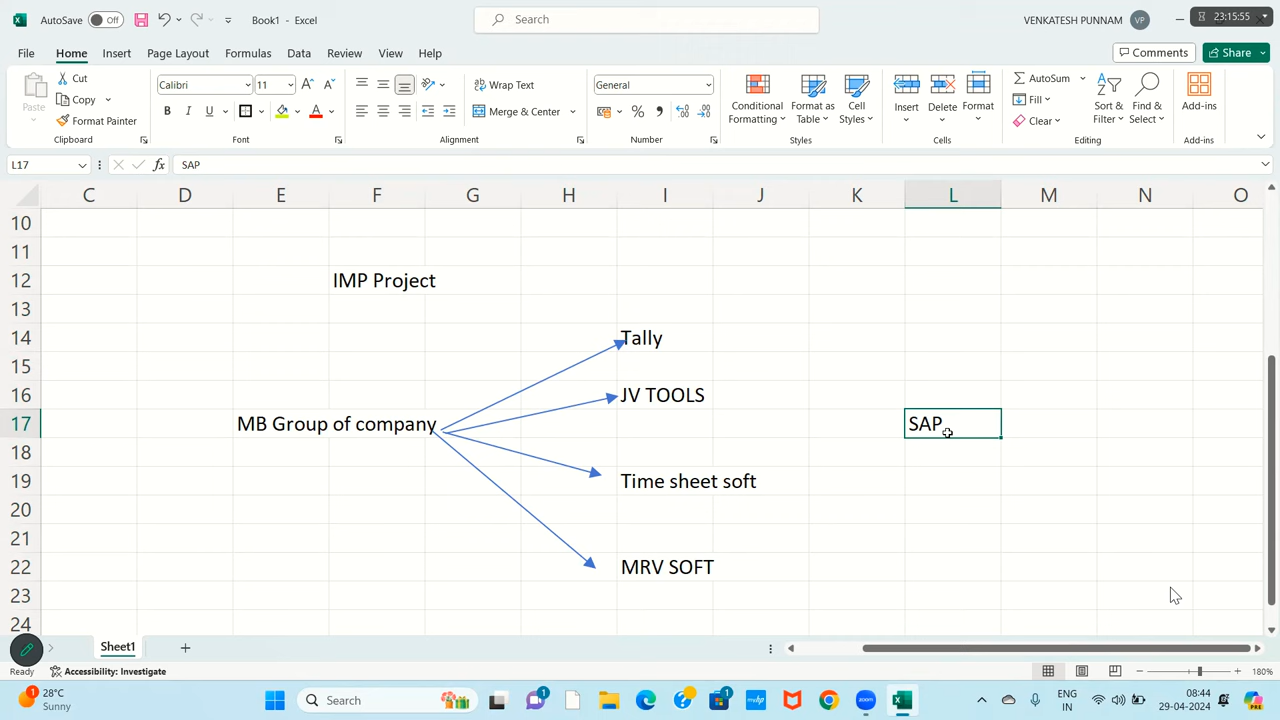 AutoSave Off Book1 - Excel Search VENKATESH PUNNAM VP 23:15:55
File Home Insert Page Layout Formulas Data Review View Help Comments Share
Paste Cut Copy Format Painter Clipboard
Calibri 11 B I U A Font
Wrap Text Merge & Center Alignment
General % , Number
Conditional Formatting Format as Table Cell Styles Styles
Insert Delete Format Cells
AutoSum Fill Clear Sort & Filter Find & Select Editing
Add-ins Add-ins
L17 fx SAP
C D E F G H I J K L M N O
10
11
12 IMP Project
13
14 Tally
15
16 JV TOOLS
17 MB Group of company SAP
18
19 Time sheet soft
20
21
22 MRV SOFT
23
24
Sheet1
Ready Accessibility: Investigate 180%
28°C Sunny Search ENG IN 08:44 29-04-2024